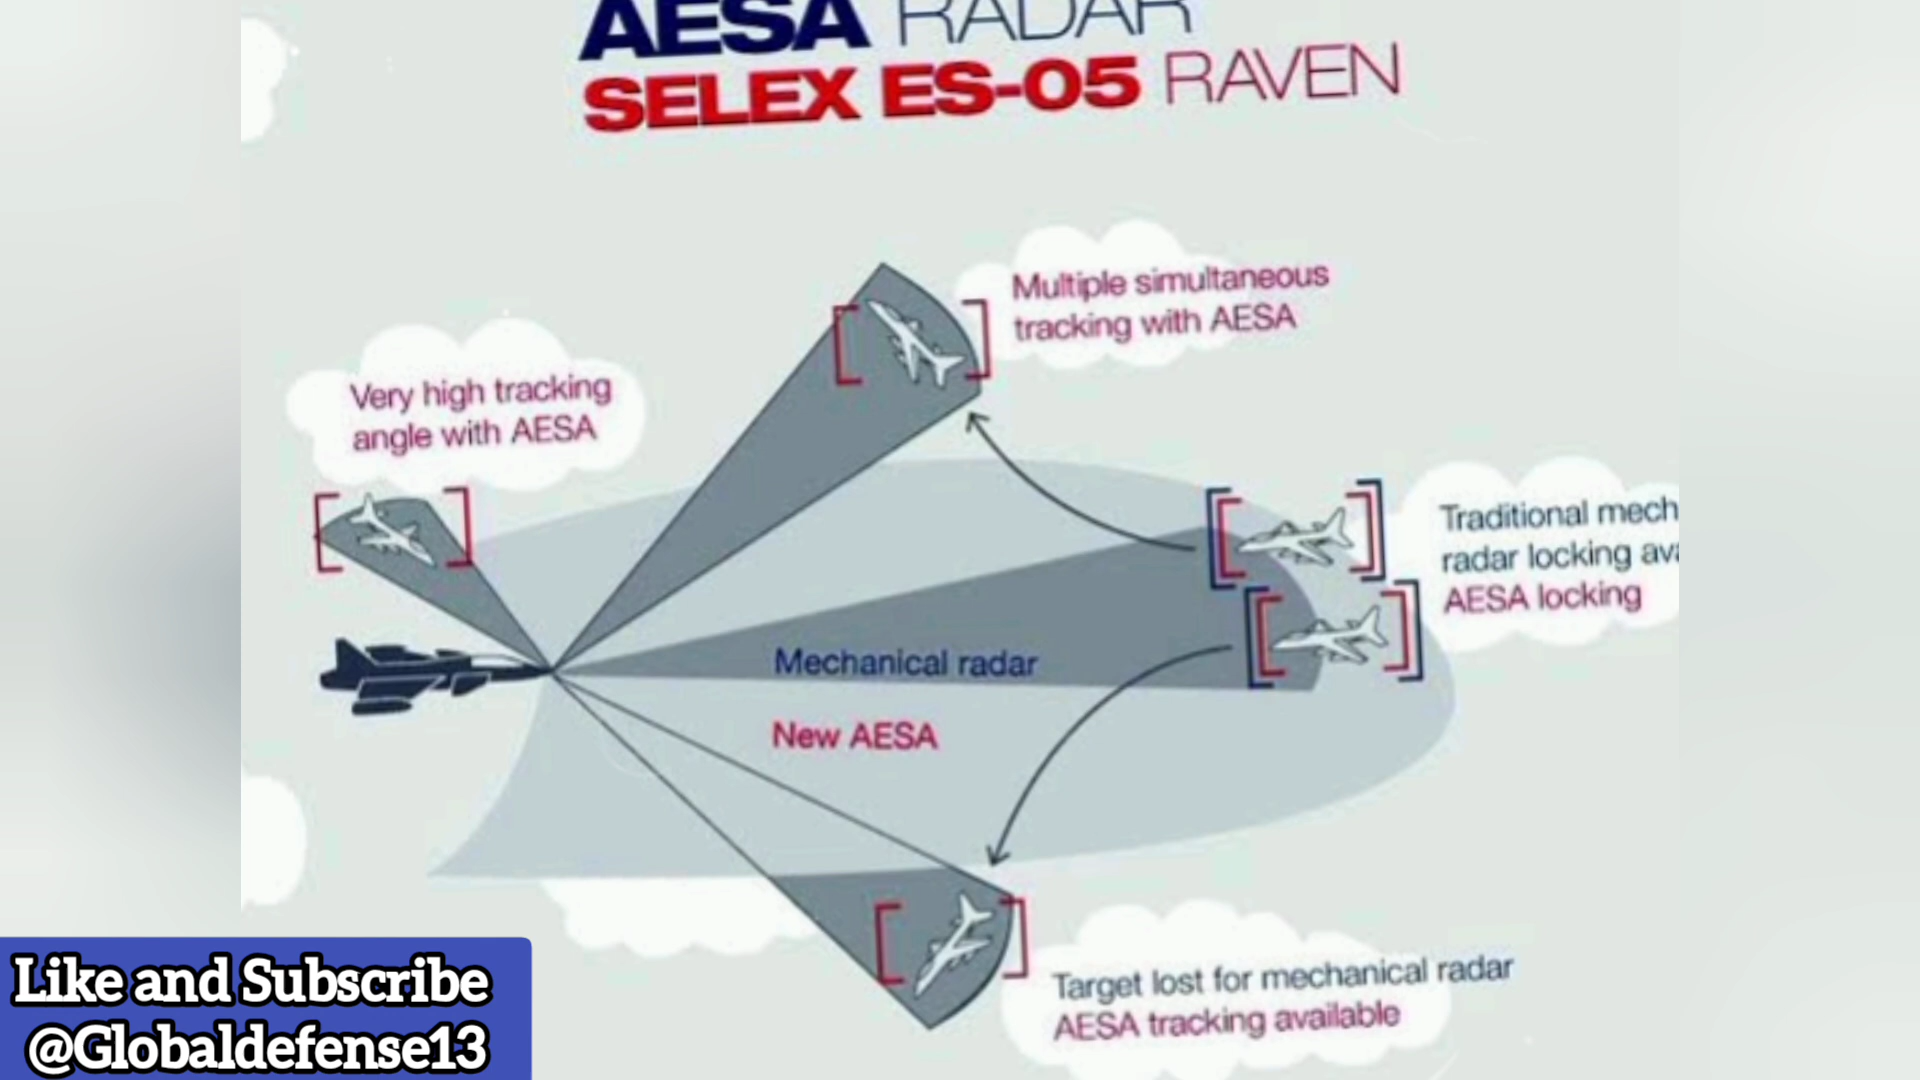 AESA RADAR
SELEX ES-05 RAVEN
Multiple simultaneous
tracking with AESA
Very high tracking
angle with AESA
Traditional mech
radar locking ava
AESA locking
Mechanical radar
New AESA
Target lost for mechanical radar
AESA tracking available
Like and Subscribe
@Globaldefense13